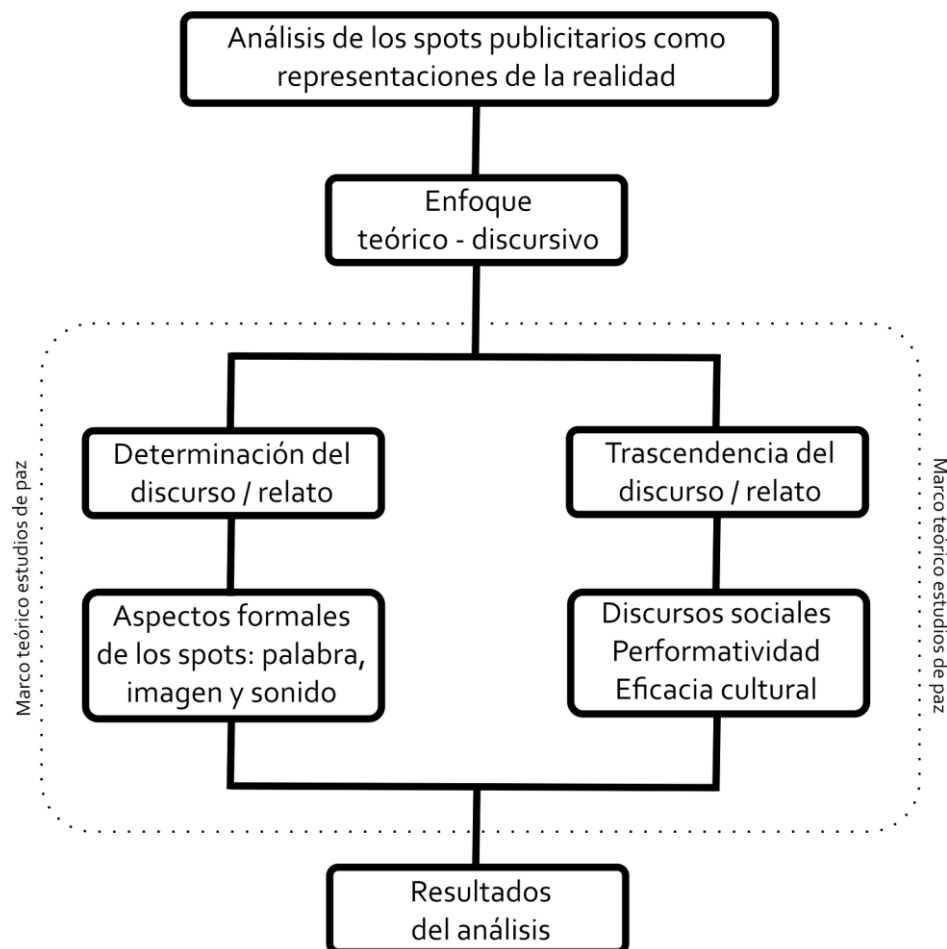 Análisis de los spots publicitarios como
representaciones de la realidad
Enfoque
teórico - discursivo
Marco teórico estudios de paz
Determinación del
discurso / relato
Aspectos formales
de los spots: palabra,
imagen y sonido
Trascendencia del
discurso / relato
Discursos sociales
Performatividad
Eficacia cultural
Marco teórico estudios de paz
Resultados
del análisis